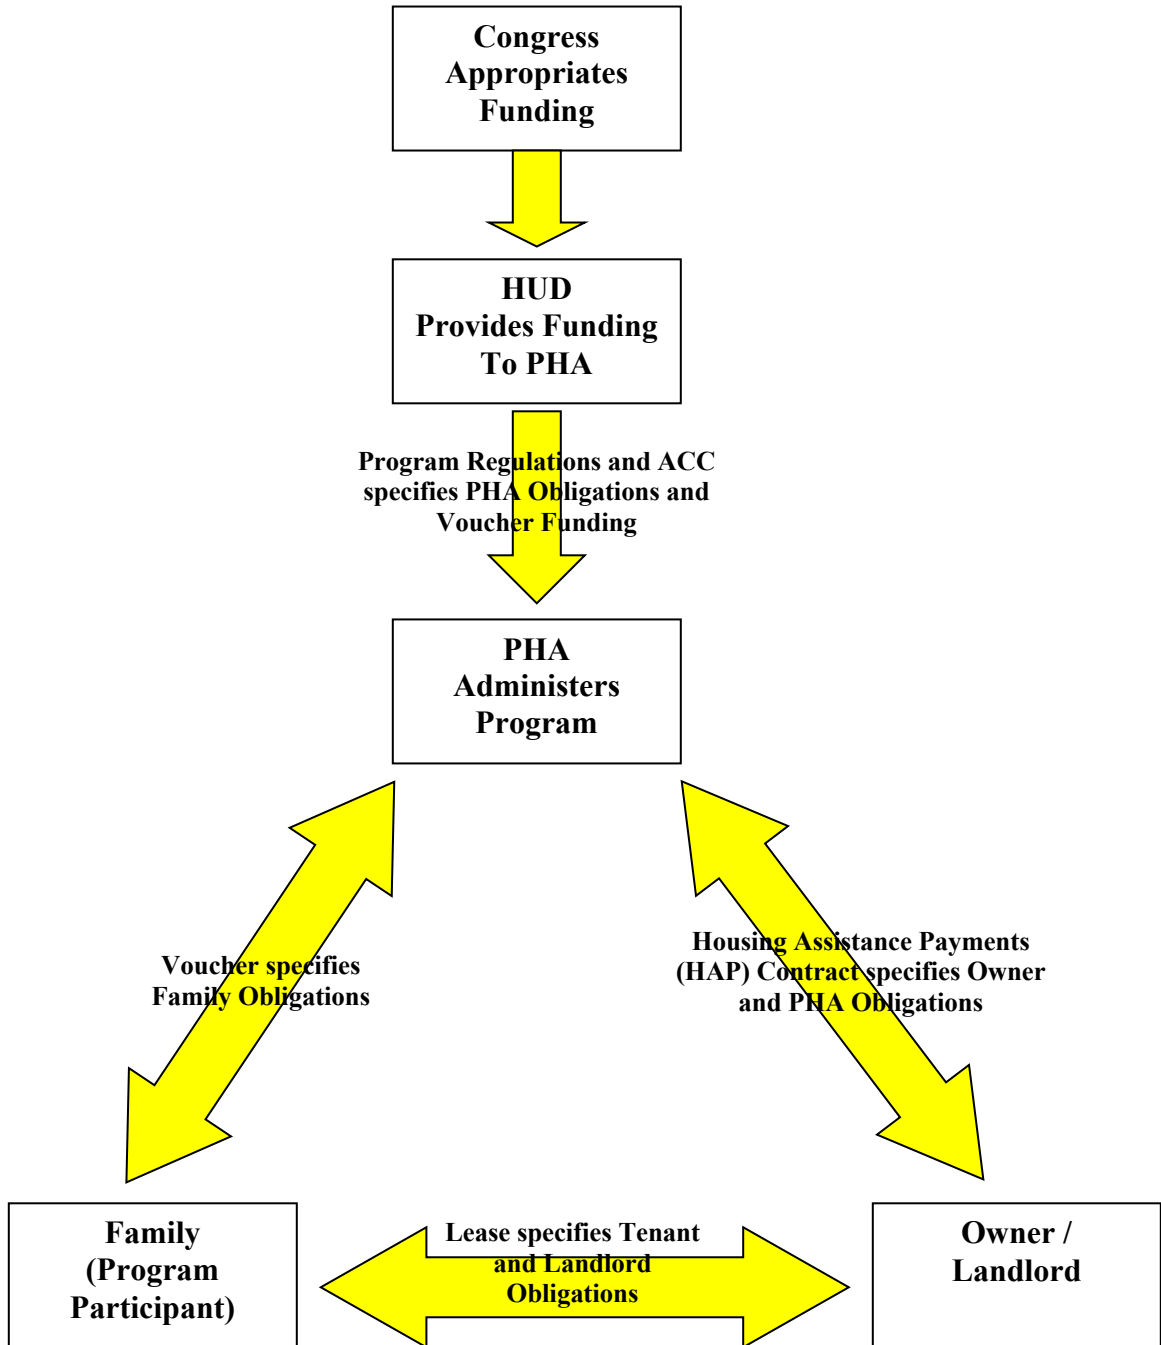 Congress
Appropriates
Funding
HUD
Provides Funding
To PHA
Program Regulations and ACC
specifies PHA Obligations and
Voucher Funding
PHA
Administers
Program
Voucher specifies
Family Obligations
Housing Assistance Payments
(HAP) Contract specifies Owner
and PHA Obligations
Family
(Program
Participant)
Lease specifies Tenant
and Landlord
Obligations
Owner /
Landlord